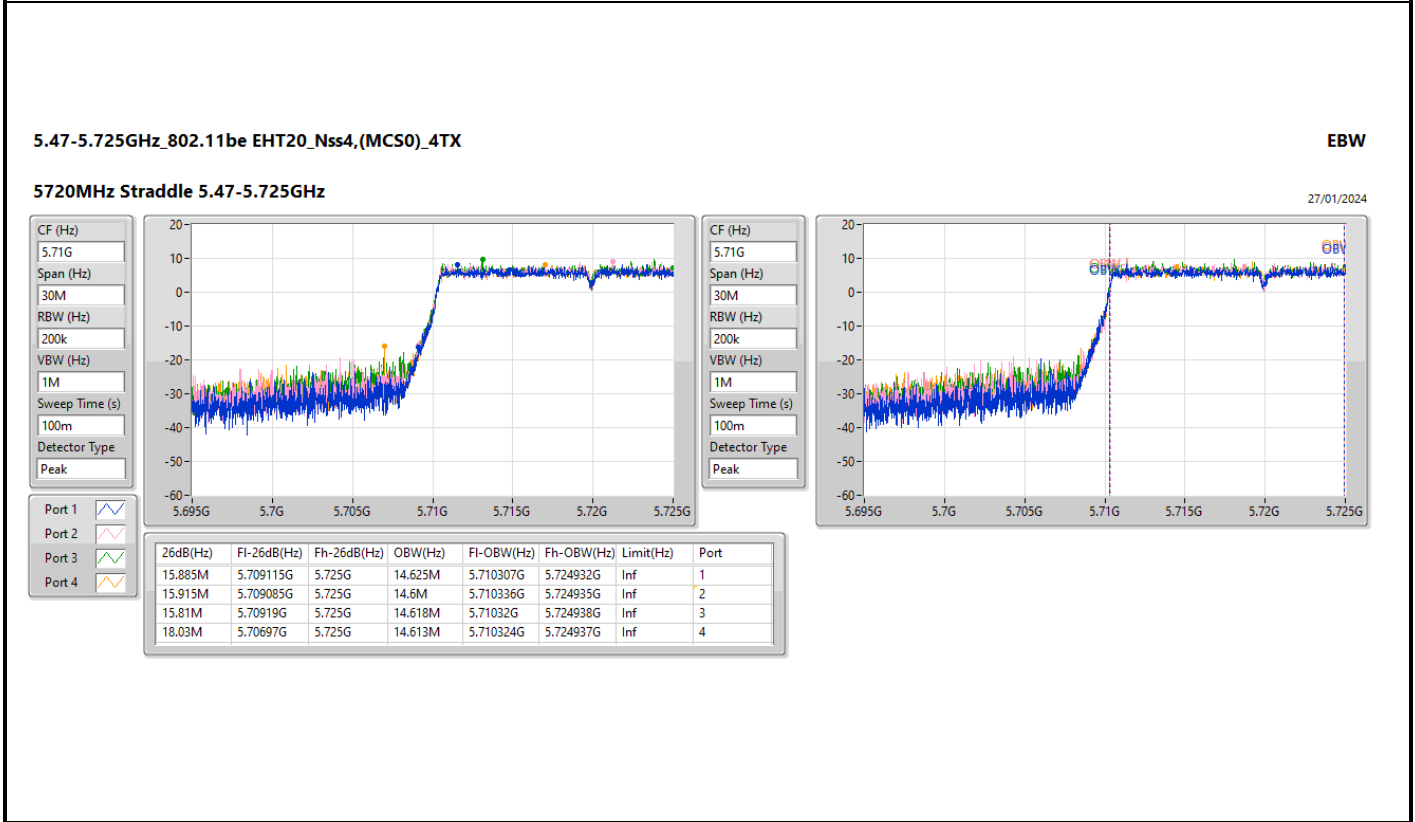 5.47-5.725GHz_802.11be EHT20_Nss4,(MCS0)_4TX EBW
5720MHz Straddle 5.47-5.725GHz
27/01/2024
CF (Hz)
5.71G
Span (Hz)
30M
RBW (Hz)
200k
VBW (Hz)
1M
Sweep Time (s)
100m
Detector Type
Peak
20
10
0
-10
-20
-30
-40
-50
-60
5.695G 5.7G 5.705G 5.71G 5.715G 5.72G 5.725G
CF (Hz)
5.71G
Span (Hz)
30M
RBW (Hz)
200k
VBW (Hz)
1M
Sweep Time (s)
100m
Detector Type
Peak
20
10
0
-10
-20
-30
-40
-50
-60
5.695G 5.7G 5.705G 5.71G 5.715G 5.72G 5.725G
Port 1
Port 2
Port 3
Port 4
26dB(Hz) Fl-26dB(Hz) Fh-26dB(Hz) OBW(Hz) Fl-OBW(Hz) Fh-OBW(Hz) Limit(Hz) Port
15.885M 5.709115G 5.725G 14.625M 5.710307G 5.724932G Inf 1
15.915M 5.709085G 5.725G 14.6M 5.710336G 5.724935G Inf 2
15.81M 5.70919G 5.725G 14.618M 5.71032G 5.724938G Inf 3
18.03M 5.70697G 5.725G 14.613M 5.710324G 5.724937G Inf 4